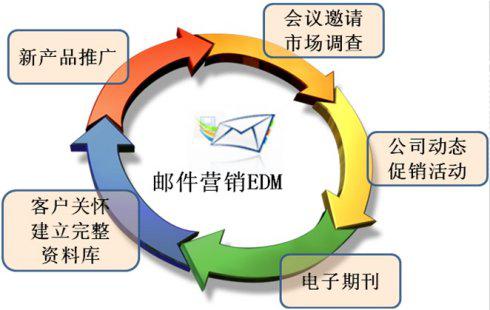 新产品推广
会议邀请
市场调查
公司动态
促销活动
电子期刊
客户关怀
建立完整
资料库
邮件营销EDM